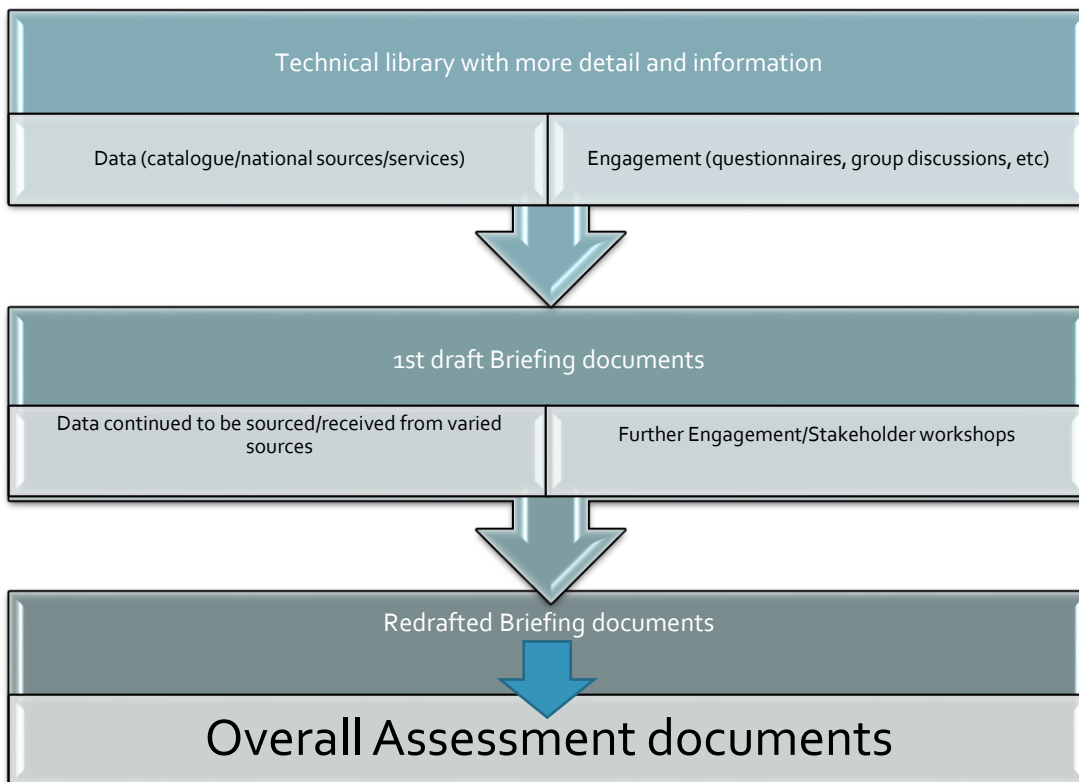 Technical library with more detail and information
Data (catalogue/national sources/services)
Engagement (questionnaires, group discussions, etc)
1st draft Briefing documents
Data continued to be sourced/received from varied
sources
Further Engagement/Stakeholder workshops
Redrafted Briefing documents
Overall Assessment documents